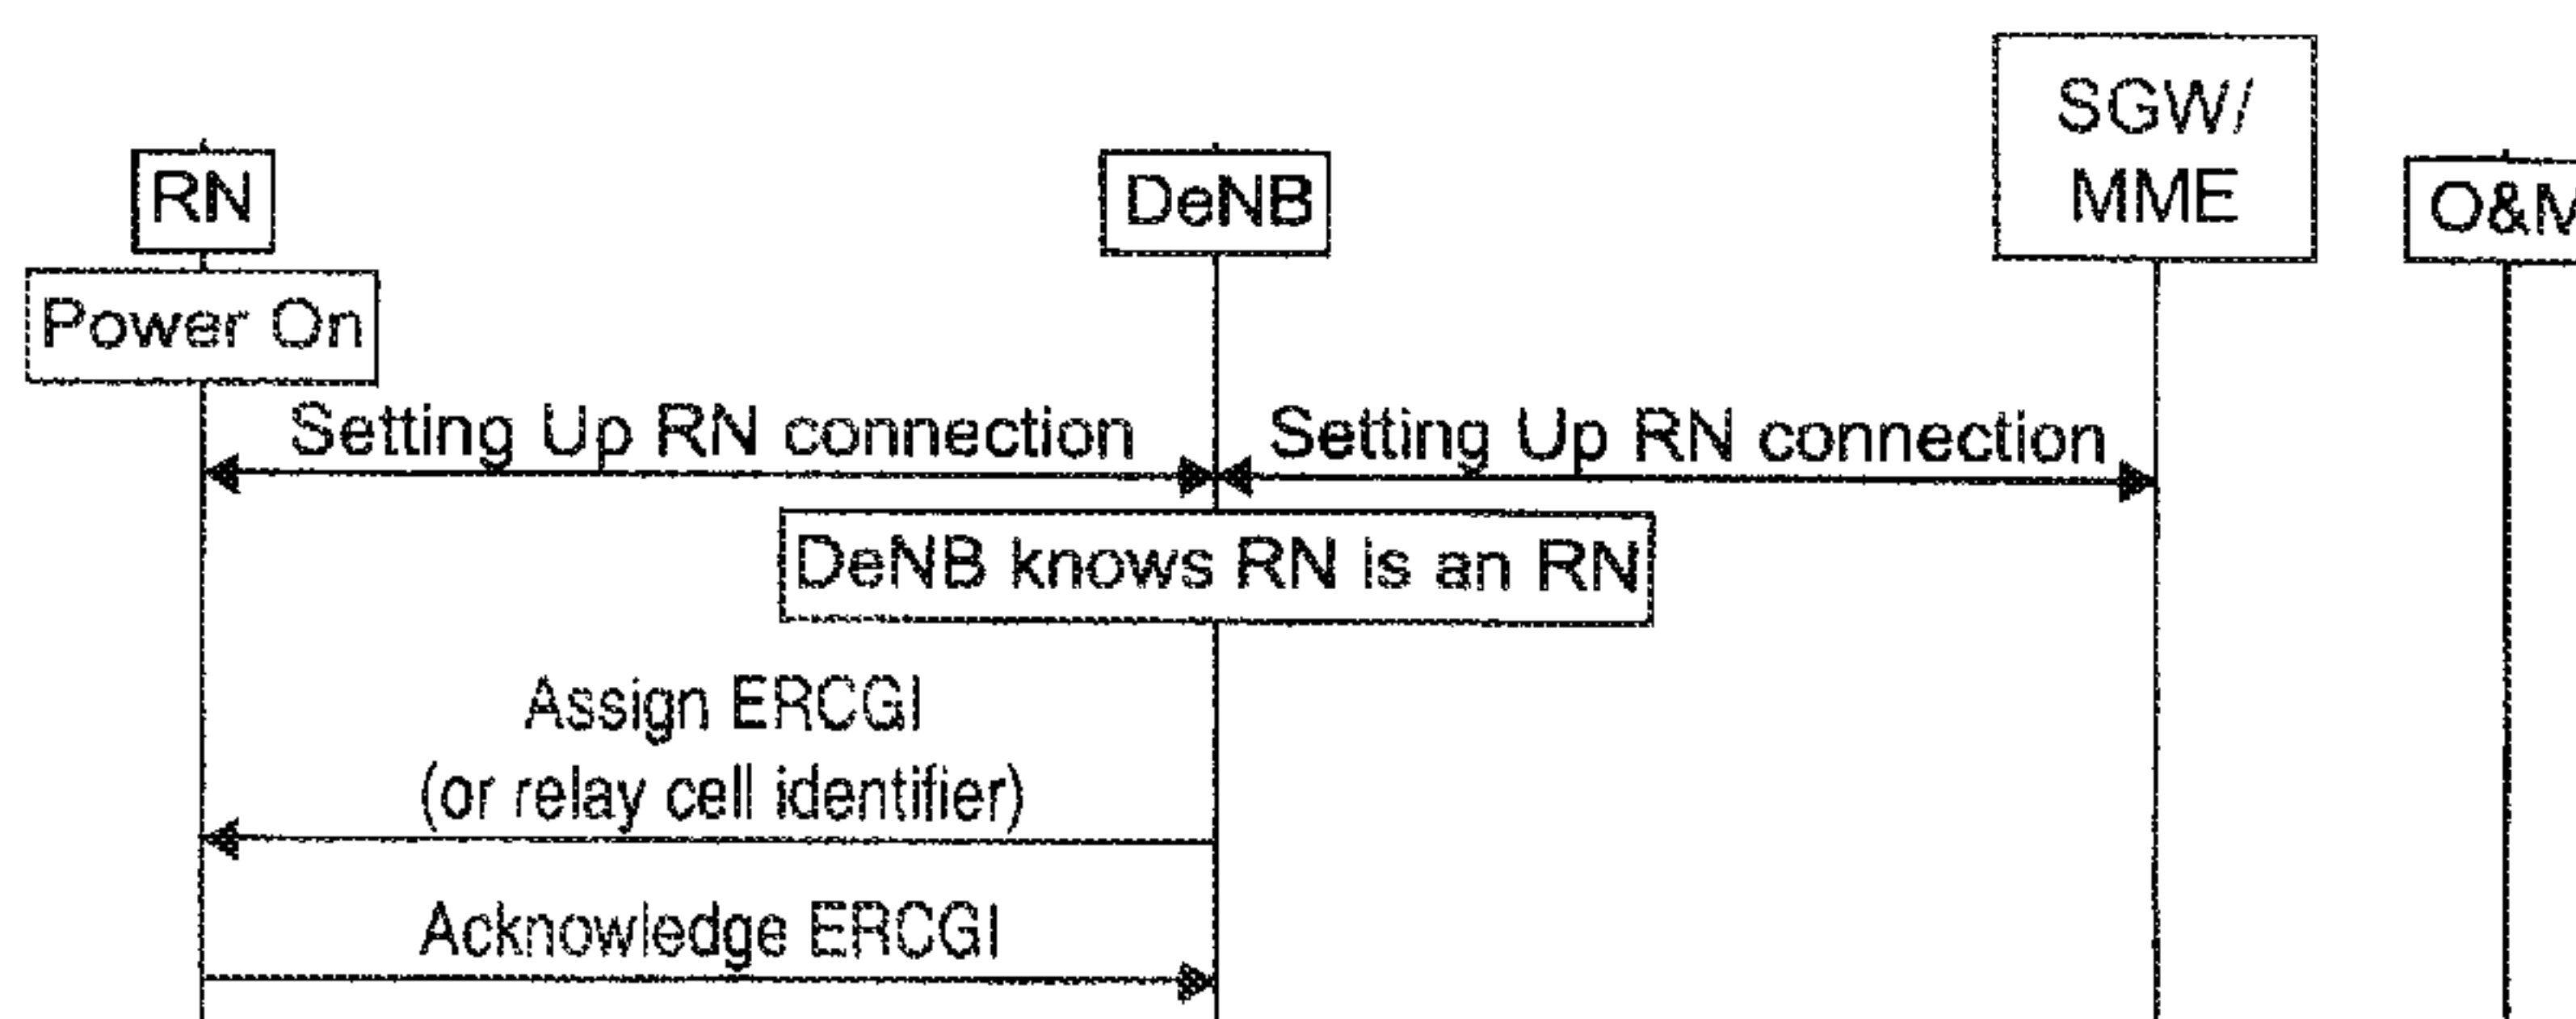 SGW/
MME
RN
DeNB
O&M
Power On
Setting Up RN connection
Setting Up RN connection
DeNB knows RN is an RN
Assign ERCGI
(or relay cell identifier)
Acknowledge ERCGI